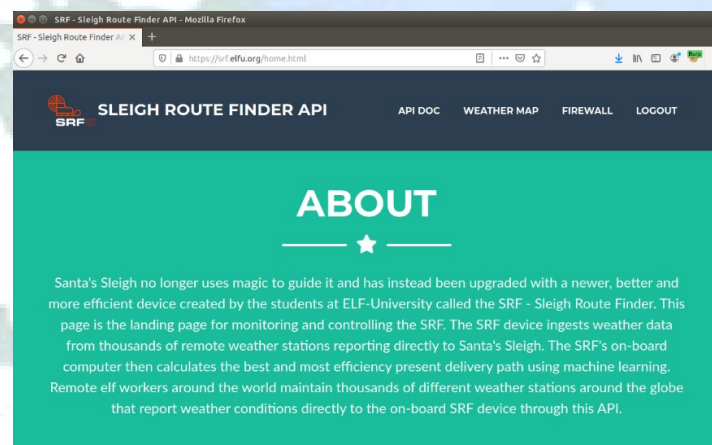 SRF - Sleigh Route Finder API - Mozilla Firefox
SRF - Sleigh Route Finder AP
https://srf.elfu.org/home.html
Burp
SRF
SLEIGH ROUTE FINDER API
API DOC
WEATHER MAP
FIREWALL
LOGOUT
ABOUT
Santa's Sleigh no longer uses magic to guide it and has instead been upgraded with a newer, better and
more efficient device created by the students at ELF-University called the SRF - Sleigh Route Finder. This
page is the landing page for monitoring and controlling the SRF. The SRF device ingests weather data
from thousands of remote weather stations reporting directly to Santa's Sleigh. The SRF's on-board
computer then calculates the best and most efficiency present delivery path using machine learning.
Remote elf workers around the world maintain thousands of different weather stations around the globe
that report weather conditions directly to the on-board SRF device through this API.